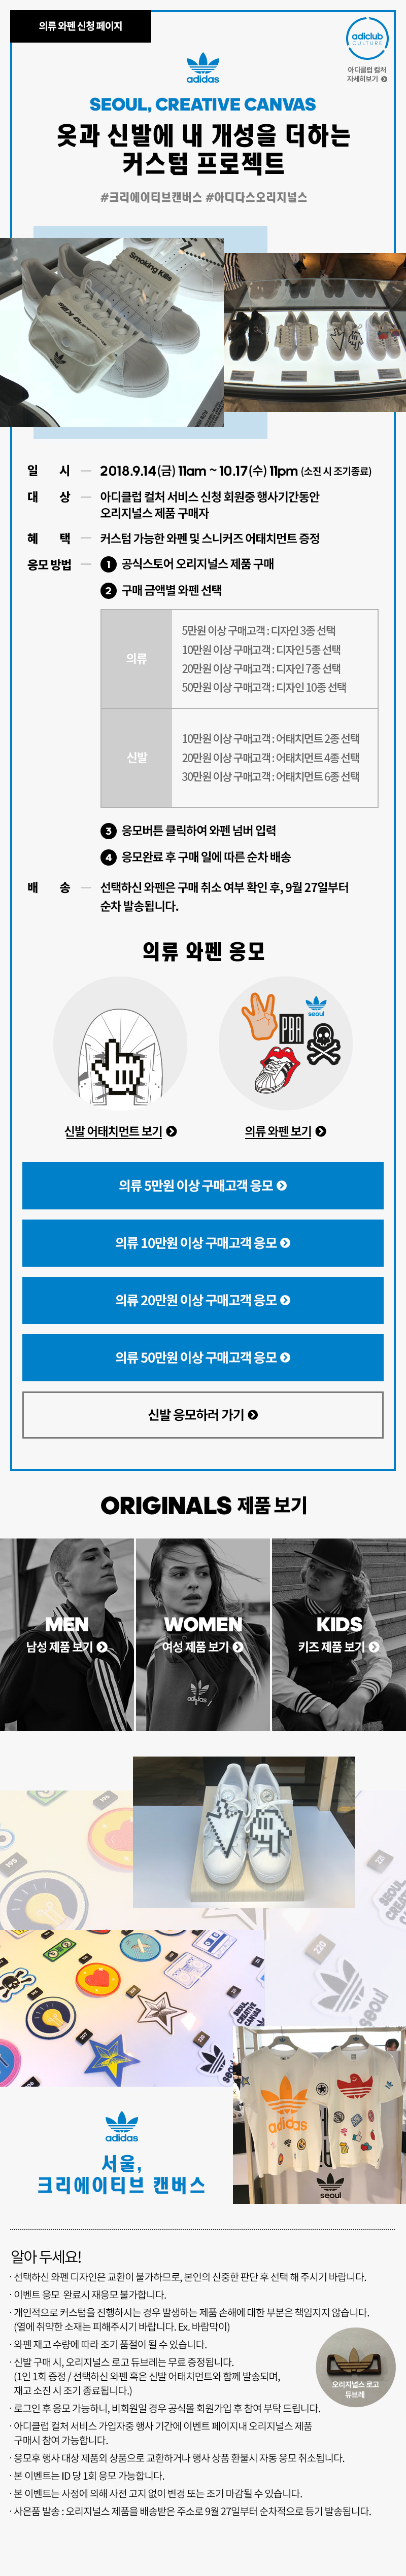 의류 와펜 신청 페이지
adiclub
CULTURE
아디클럽 컬처
자세히보기
adidas
SEOUL, CREATIVE CANVAS
옷과 신발에 내 개성을 더하는
커스텀 프로젝트
#크리에이티브캔버스 #아디다스오리지널스
Smoking Kills
일 시 — 2018.9.14(금) 11am ~ 10.17(수) 11pm (소진 시 조기종료)
대 상 — 아디클럽 컬처 서비스 신청 회원중 행사기간동안
오리지널스 제품 구매자
혜 택 — 커스텀 가능한 와펜 및 스니커즈 어태치먼트 증정
응모 방법 — 1 공식스토어 오리지널스 제품 구매
2 구매 금액별 와펜 선택
의류
5만원 이상 구매고객 : 디자인 3종 선택
10만원 이상 구매고객 : 디자인 5종 선택
20만원 이상 구매고객 : 디자인 7종 선택
50만원 이상 구매고객 : 디자인 10종 선택
신발
10만원 이상 구매고객 : 어태치먼트 2종 선택
20만원 이상 구매고객 : 어태치먼트 4종 선택
30만원 이상 구매고객 : 어태치먼트 6종 선택
3 응모버튼 클릭하여 와펜 넘버 입력
4 응모완료 후 구매 일에 따른 순차 배송
배 송 — 선택하신 와펜은 구매 취소 여부 확인 후, 9월 27일부터
순차 발송됩니다.
의류 와펜 응모
seoul
PBR
신발 어태치먼트 보기
의류 와펜 보기
의류 5만원 이상 구매고객 응모
의류 10만원 이상 구매고객 응모
의류 20만원 이상 구매고객 응모
의류 50만원 이상 구매고객 응모
신발 응모하러 가기
ORIGINALS 제품 보기
MEN
남성 제품 보기
WOMEN
여성 제품 보기
KIDS
키즈 제품 보기
adidas
220
seoul
SEOUL
CREATIVE
CANVAS
adidas
seoul
adidas
서울,
크리에이티브 캔버스
알아 두세요!
· 선택하신 와펜 디자인은 교환이 불가하므로, 본인의 신중한 판단 후 선택 해 주시기 바랍니다.
· 이벤트 응모 완료시 재응모 불가합니다.
· 개인적으로 커스텀을 진행하시는 경우 발생하는 제품 손해에 대한 부분은 책임지지 않습니다.
(열에 취약한 소재는 피해주시기 바랍니다. Ex. 바람막이)
· 와펜 재고 수량에 따라 조기 품절이 될 수 있습니다.
· 신발 구매 시, 오리지널스 로고 듀브레는 무료 증정됩니다.
(1인 1회 증정 / 선택하신 와펜 혹은 신발 어태치먼트와 함께 발송되며,
재고 소진 시 조기 종료됩니다.)
오리지널스 로고
듀브레
· 로그인 후 응모 가능하니, 비회원일 경우 공식몰 회원가입 후 참여 부탁 드립니다.
· 아디클럽 컬처 서비스 가입자중 행사 기간에 이벤트 페이지내 오리지널스 제품
구매시 참여 가능합니다.
· 응모후 행사 대상 제품외 상품으로 교환하거나 행사 상품 환불시 자동 응모 취소됩니다.
· 본 이벤트는 ID 당 1회 응모 가능합니다.
· 본 이벤트는 사정에 의해 사전 고지 없이 변경 또는 조기 마감될 수 있습니다.
· 사은품 발송 : 오리지널스 제품을 배송받은 주소로 9월 27일부터 순차적으로 등기 발송됩니다.